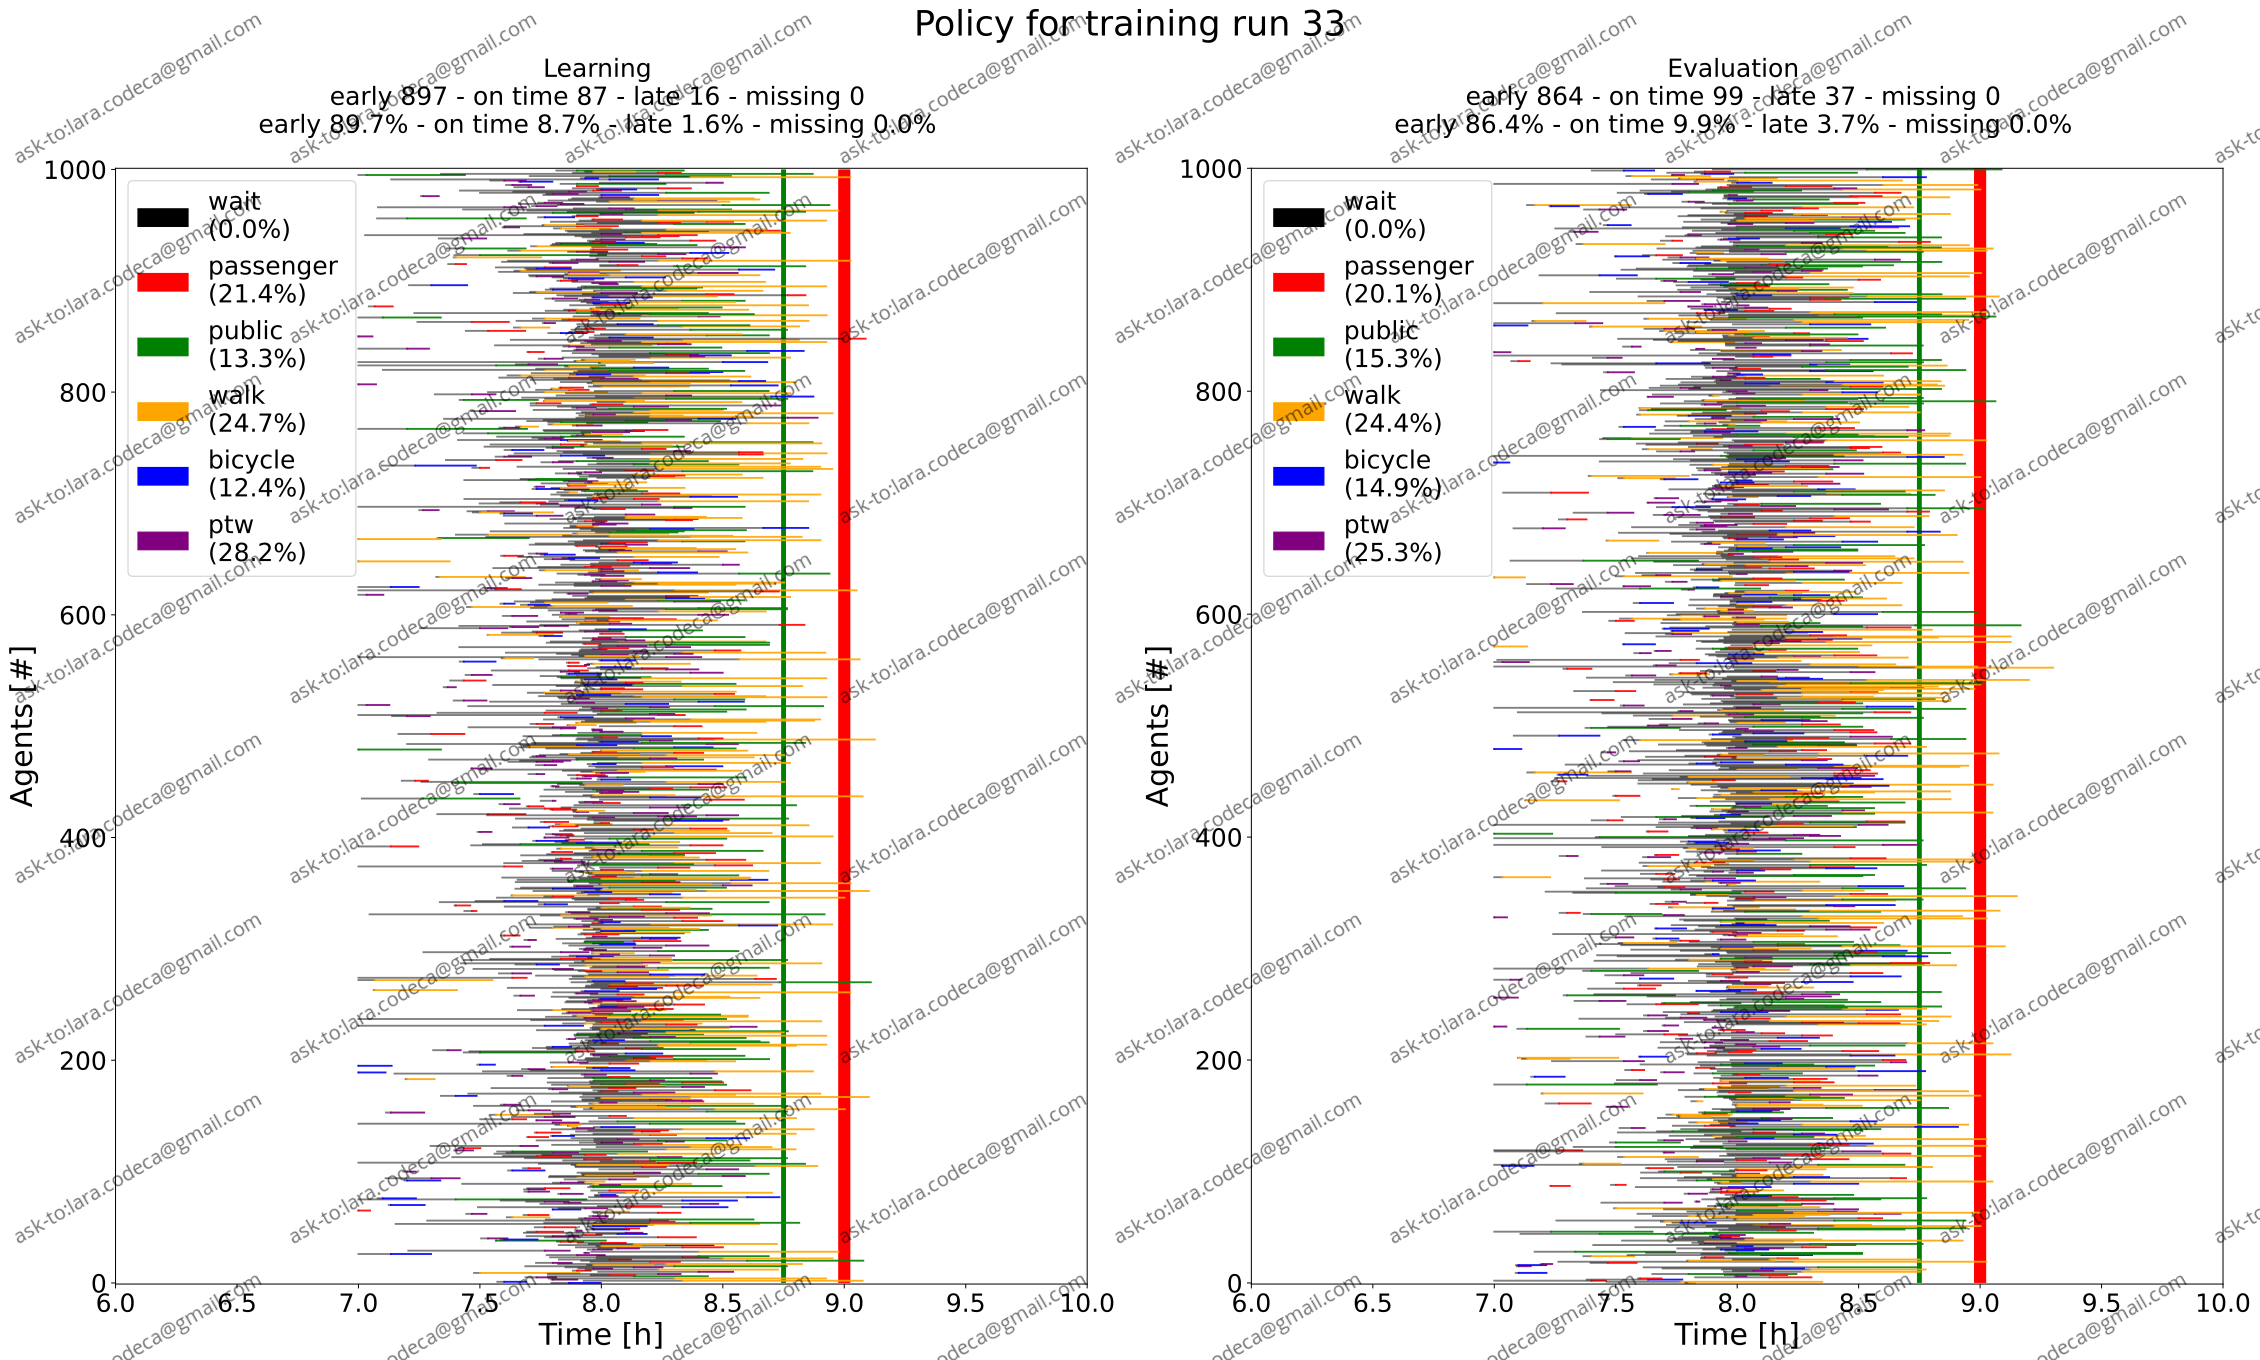 Policy for training run 33
Learning
early 897 - on time 87 - late 16 - missing 0
early 89.7% - on time 8.7% - late 1.6% - missing 0.0%
1000
800
600
400
200
0
Agents [#]
wait
(0.0%)
passenger
(21.4%)
public
(13.3%)
walk
(24.7%)
bicycle
(12.4%)
ptw
(28.2%)
6.0 6.5 7.0 7.5 8.0 8.5 9.0 9.5 10.0
Time [h]
Evaluation
early 864 - on time 99 - late 37 - missing 0
early 86.4% - on time 9.9% - late 3.7% - missing 0.0%
1000
800
600
400
200
0
Agents [#]
wait
(0.0%)
passenger
(20.1%)
public
(15.3%)
walk
(24.4%)
bicycle
(14.9%)
ptw
(25.3%)
6.0 6.5 7.0 7.5 8.0 8.5 9.0 9.5 10.0
Time [h]
ask-to:lara.codeca@gmail.com